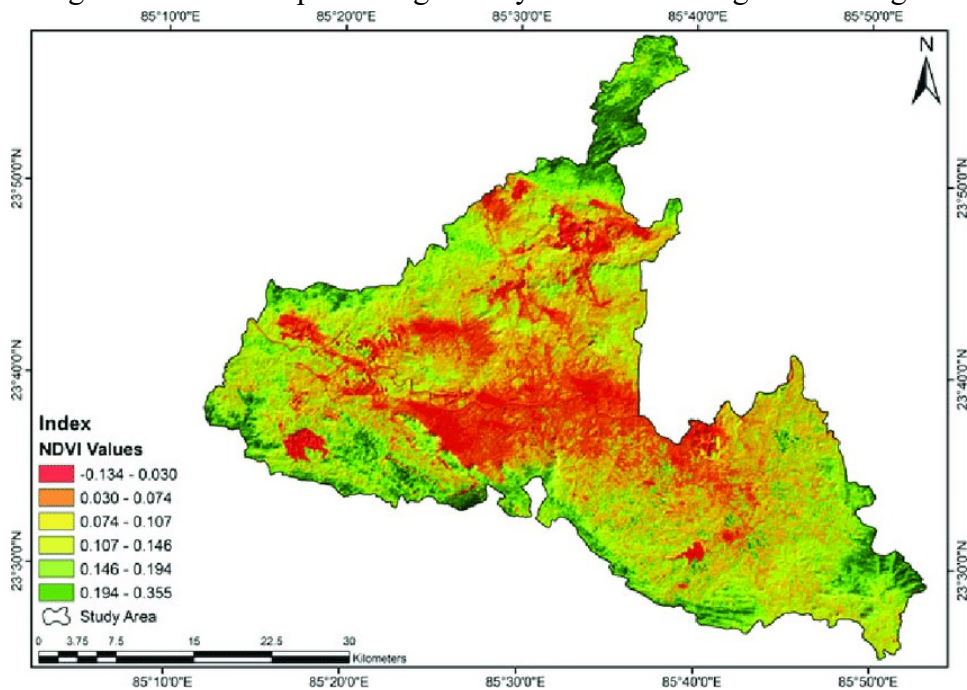 85°10'0"E 85°20'0"E 85°30'0"E 85°40'0"E 85°50'0"E
N
23°50'0"N 23°50'0"N
23°40'0"N 23°40'0"N
Index
NDVI Values
-0.134 - 0.030
0.030 - 0.074
0.074 - 0.107
0.107 - 0.146
0.146 - 0.194
0.194 - 0.355
23°30'0"N 23°30'0"N
Study Area
0 3.75 7.5 15 22.5 30
Kilometers
85°10'0"E 85°20'0"E 85°30'0"E 85°40'0"E 85°50'0"E